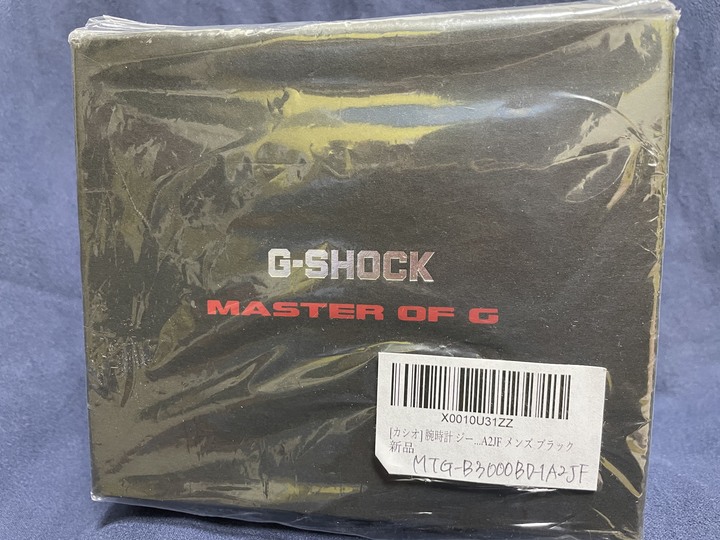 G-SHOCK
MASTER OF G
X0010U31ZZ
[カシオ] 腕時計 ジー...A2JF メンズ ブラック
新品
MTG-B3000BD-1A2JF